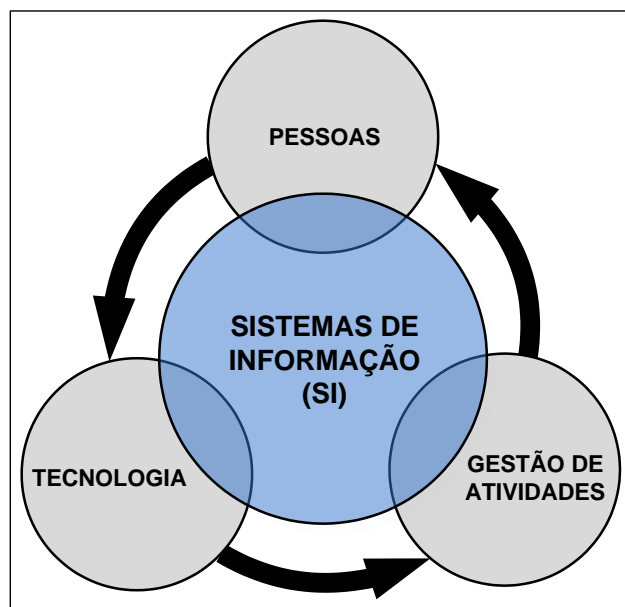 PESSOAS
SISTEMAS DE
INFORMAÇÃO
(SI)
TECNOLOGIA
GESTÃO DE
ATIVIDADES